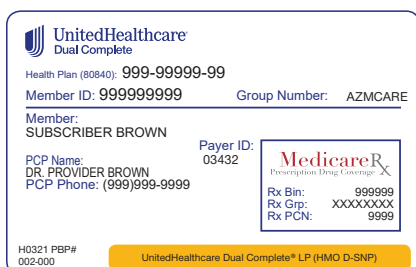 UnitedHealthcare®
Dual Complete
Health Plan (80840): 999-99999-99
Member ID: 999999999 Group Number: AZMCARE
Member:
SUBSCRIBER BROWN
PCP Name:
DR. PROVIDER BROWN
PCP Phone: (999)999-9999
Payer ID:
03432
MedicareRx
Prescription Drug Coverage
Rx Bin: 999999
Rx Grp: XXXXXXXX
Rx PCN: 9999
H0321 PBP#
002-000
UnitedHealthcare Dual Complete® LP (HMO D-SNP)